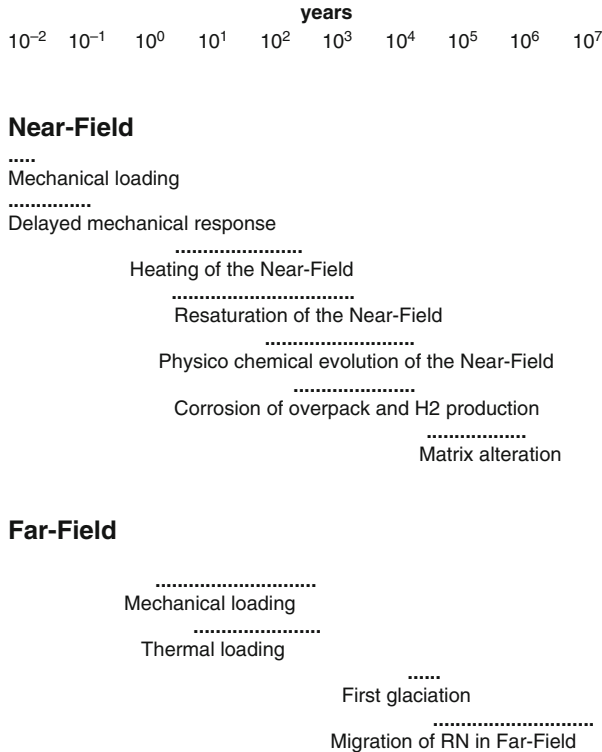 years
10⁻² 10⁻¹ 10⁰ 10¹ 10² 10³ 10⁴ 10⁵ 10⁶ 10⁷
Near-Field
Mechanical loading
Delayed mechanical response
Heating of the Near-Field
Resaturation of the Near-Field
Physico chemical evolution of the Near-Field
Corrosion of overpack and H2 production
Matrix alteration
Far-Field
Mechanical loading
Thermal loading
First glaciation
Migration of RN in Far-Field